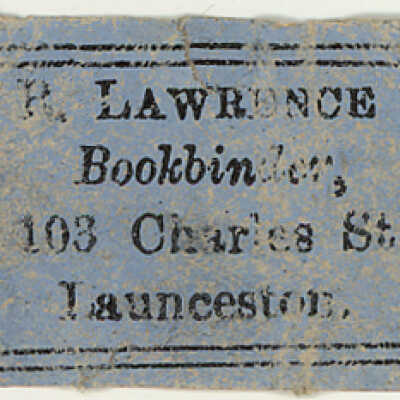 R. LAWRENCE
Bookbinder,
103 Charles St
Launceston.